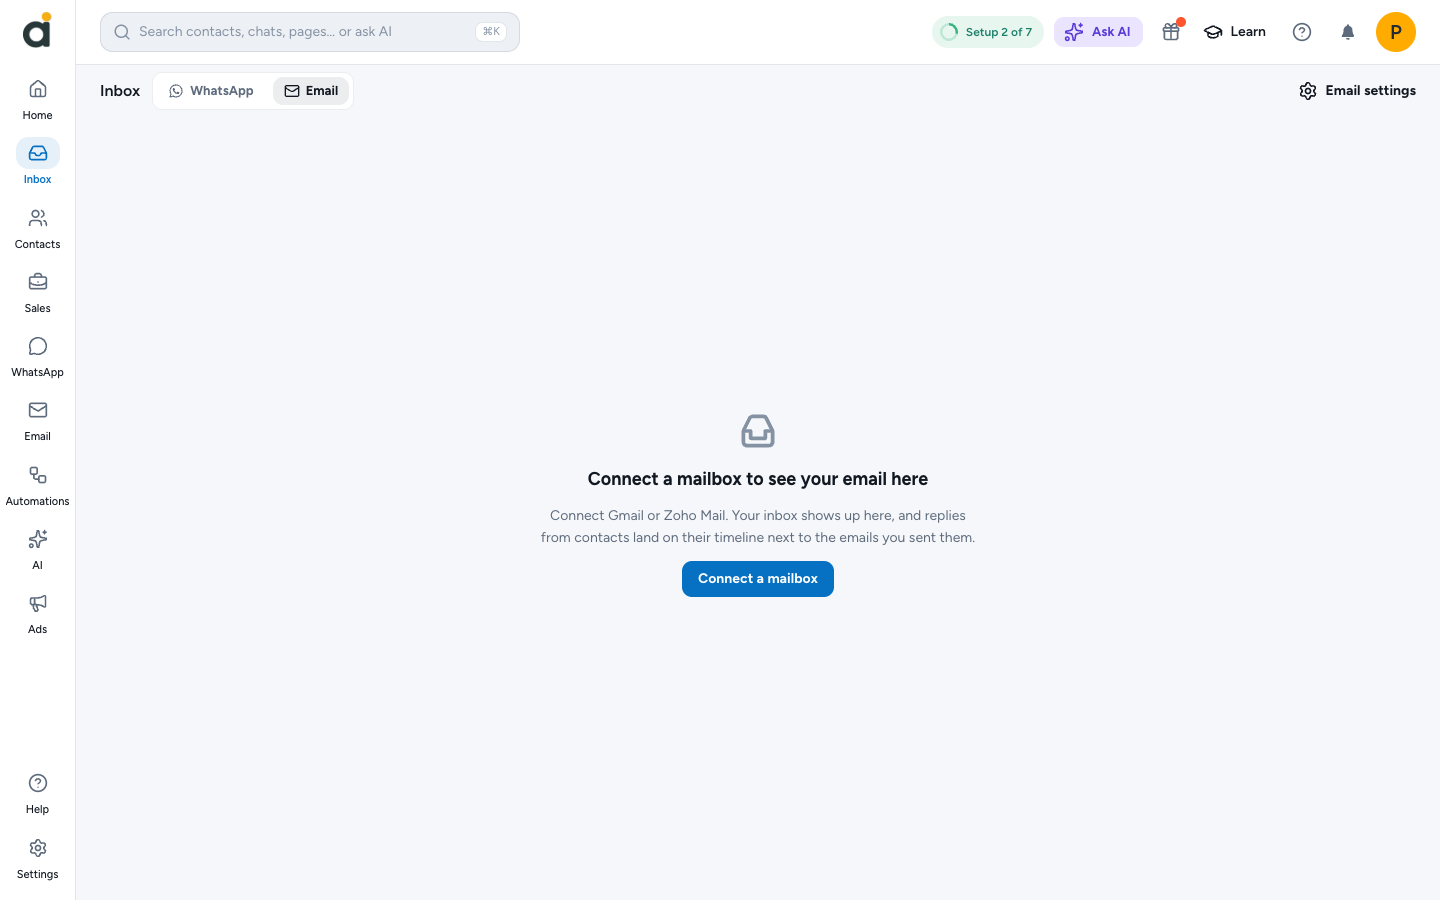 Search contacts, chats, pages... or ask AI
⌘K
Setup 2 of 7
Ask AI
Learn
P
Home
Inbox
Contacts
Sales
WhatsApp
Email
Automations
AI
Ads
Help
Settings
Inbox
WhatsApp
Email
Email settings
Connect a mailbox to see your email here
Connect Gmail or Zoho Mail. Your inbox shows up here, and replies
from contacts land on their timeline next to the emails you sent them.
Connect a mailbox